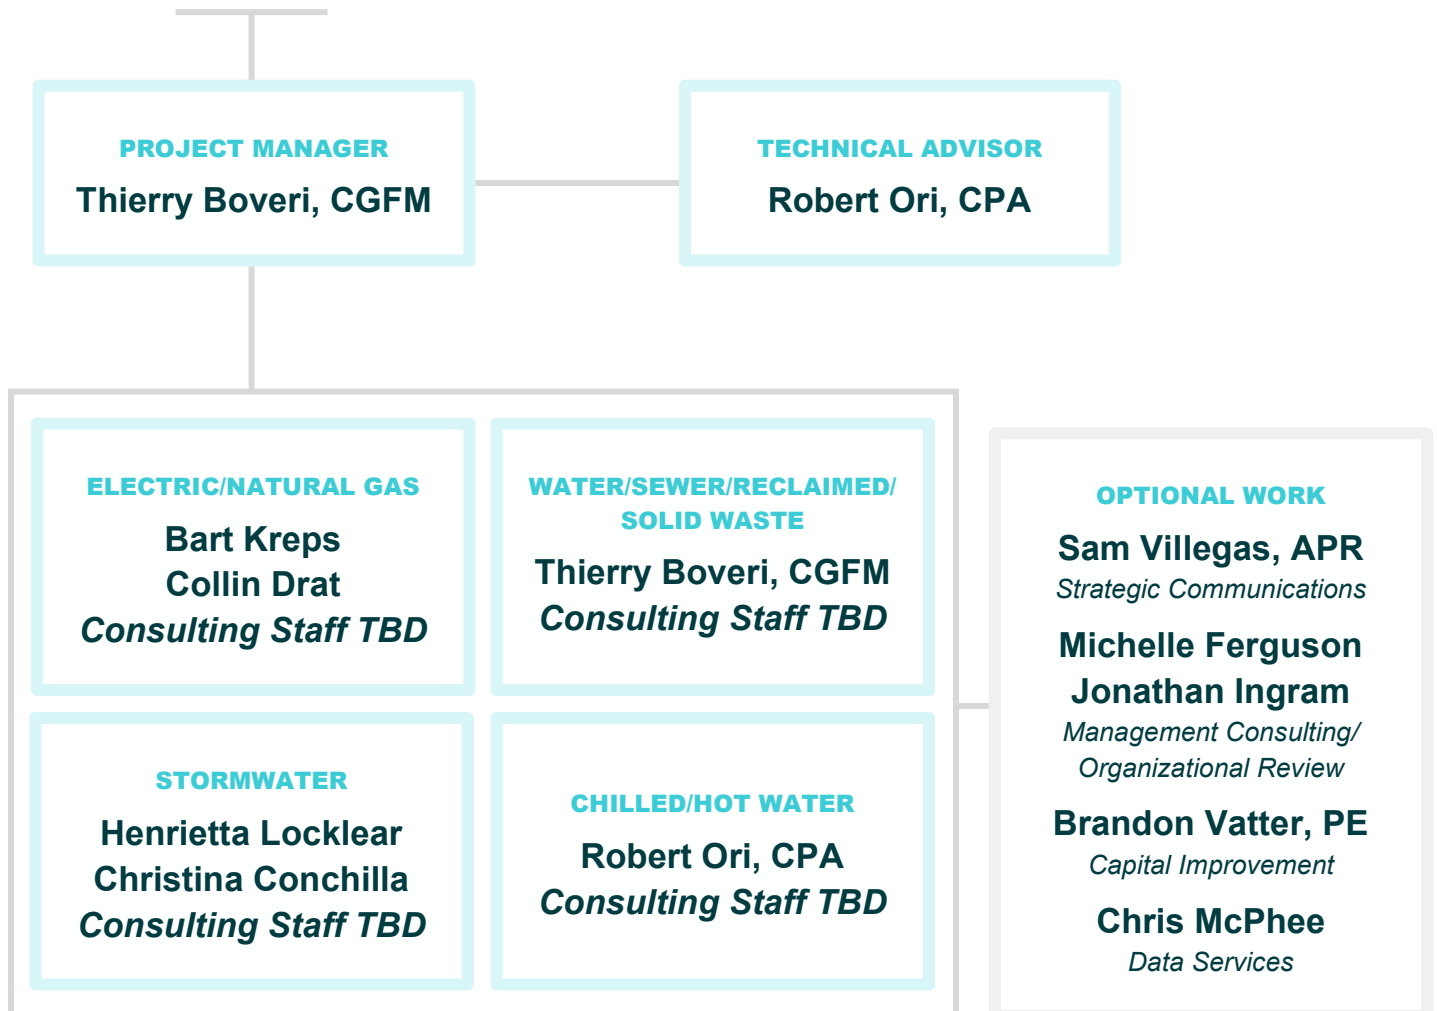 PROJECT MANAGER
Thierry Boveri, CGFM
TECHNICAL ADVISOR
Robert Ori, CPA
ELECTRIC/NATURAL GAS
Bart Kreps
Collin Drat
Consulting Staff TBD
WATER/SEWER/RECLAIMED/
SOLID WASTE
Thierry Boveri, CGFM
Consulting Staff TBD
STORMWATER
Henrietta Locklear
Christina Conchilla
Consulting Staff TBD
CHILLED/HOT WATER
Robert Ori, CPA
Consulting Staff TBD
OPTIONAL WORK
Sam Villegas, APR
Strategic Communications
Michelle Ferguson
Jonathan Ingram
Management Consulting/
Organizational Review
Brandon Vatter, PE
Capital Improvement
Chris McPhee
Data Services